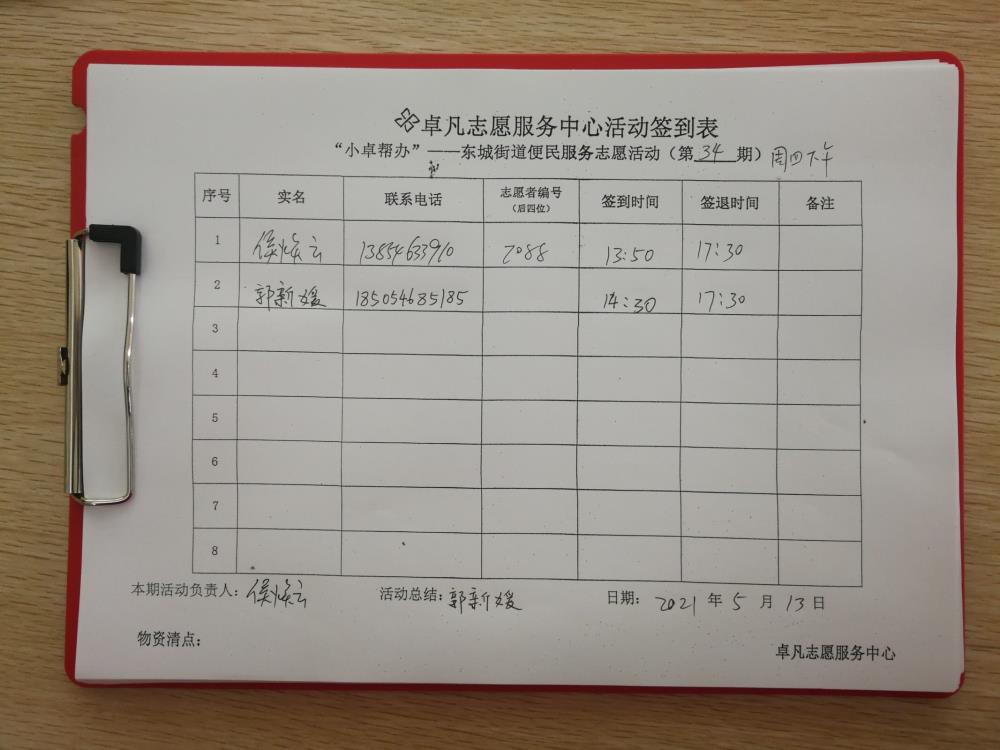 卓凡志愿服务中心活动签到表
“小卓帮办”——东城街道便民服务志愿活动（第34期）周四下午
序号 实名 联系电话 志愿者编号（后四位） 签到时间 签退时间 备注
1 侯焕云 13854633910 2088 13:50 17:30
2 郭新媛 185054685185 14:30 17:30
3
4
5
6
7
8
本期活动负责人：侯焕云 活动总结：郭新媛 日期：2021年5月13日
物资清点：
卓凡志愿服务中心